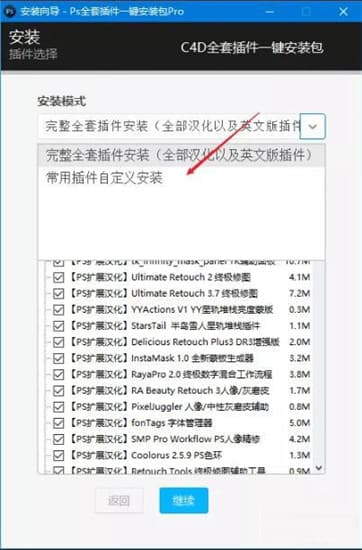 安装向导 - Ps全套插件一键安装包Pro
安装
插件选择
C4D全套插件一键安装包
安装模式
完整全套插件安装（全部汉化以及英文版插件
完整全套插件安装（全部汉化以及英文版插件）
常用插件自定义安装
【PS扩展汉化】tk_infinity_mask_panel TK辅助面板 10.7M
【PS扩展汉化】Ultimate Retouch 2 终极修图 4.1M
【PS扩展汉化】Ultimate Retouch 3.7 终极修图 7.2M
【PS扩展汉化】YYActions V1 YY星轨堆栈亮度蒙版 0.3M
【PS扩展汉化】StarsTail 半岛雪人星轨堆栈插件 1.1M
【PS扩展汉化】Delicious Retouch Plus3 DR3增强版 2.0M
【PS扩展汉化】InstaMask 1.0 全新蒙板生成器 3.2M
【PS扩展汉化】RayaPro 2.0 终极数字混合工作流程 3.8M
【PS扩展汉化】RA Beauty Retouch 3人像/灰磨皮 1.7M
【PS扩展汉化】PixelJuggler 人像/中性灰磨皮辅助 0.8M
【PS扩展汉化】fonTags 字体管理器 5.0M
【PS扩展汉化】SMP Pro Workflow PS人像精修 4.2M
【PS扩展汉化】Coolorus 2.5.9 PS色环 1.3M
【PS扩展汉化】Retouch Tools 终极修图辅助工具 0.9M
返回
继续